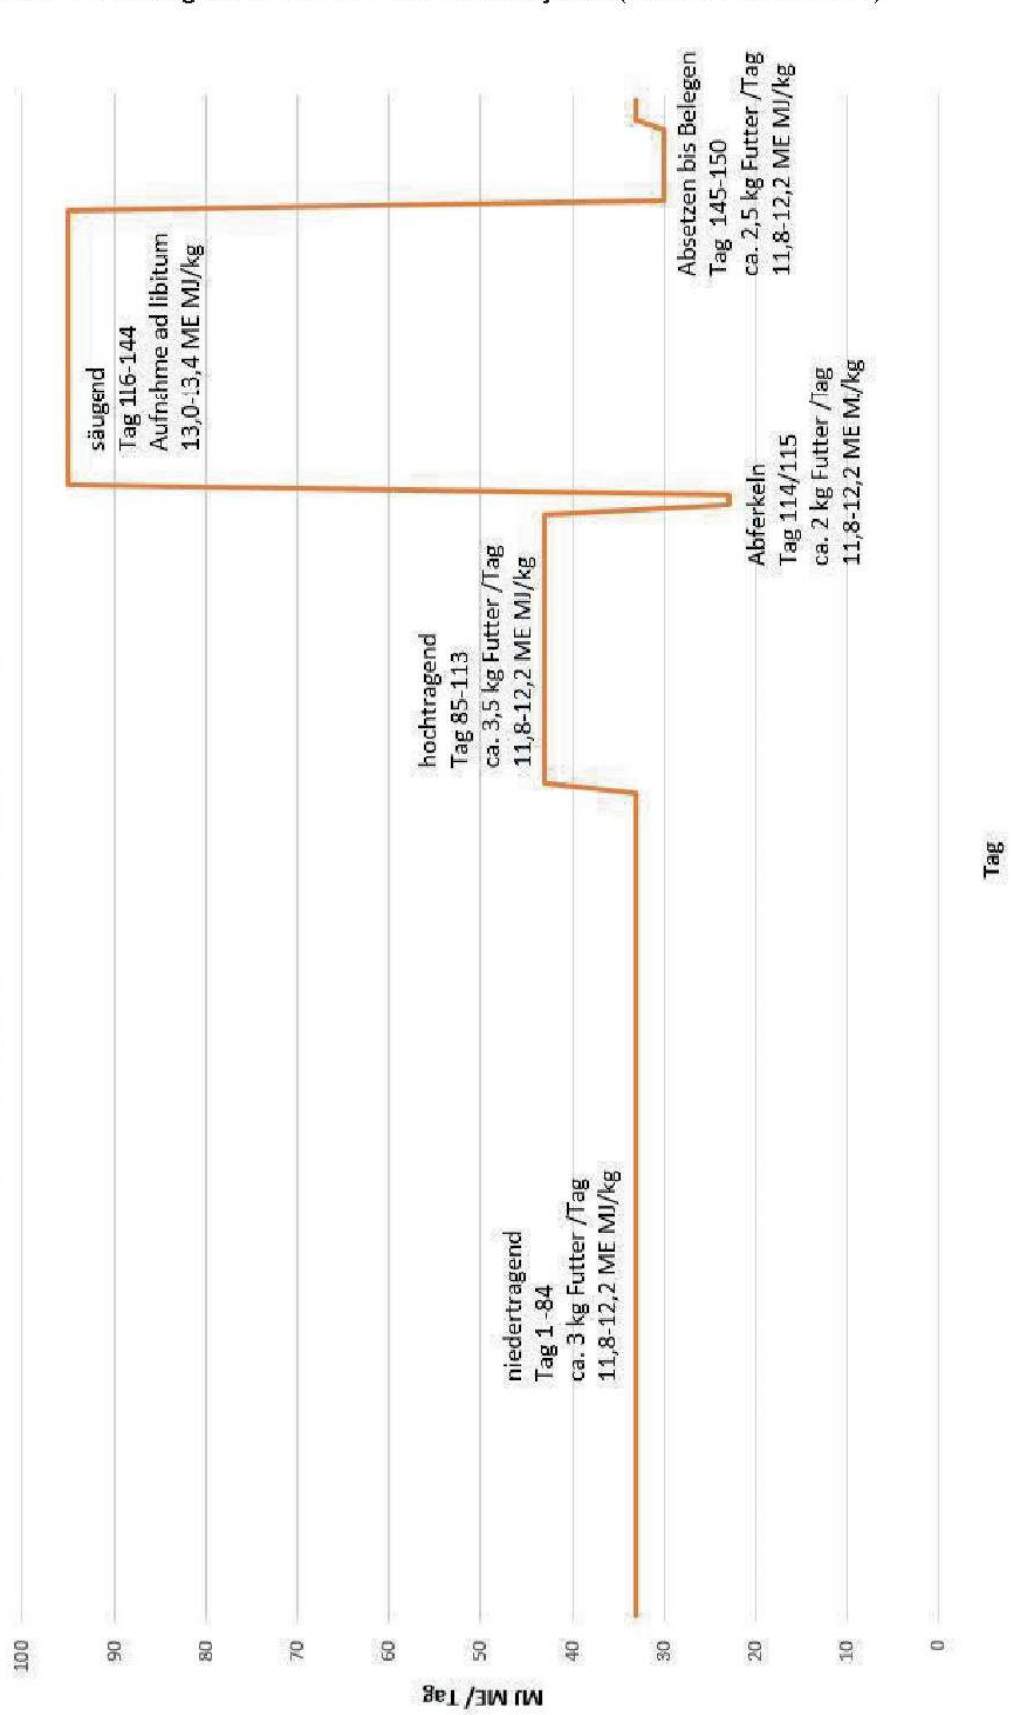 100
90
80
70
60
50
40
30
20
10
0
MJ ME/ Tag
niedertragend
Tag 1-84
ca. 3 kg Futter /Tag
11,8-12,2 ME MJ/kg
hochtragend
Tag 85-113
ca. 3,5 kg Futter /Tag
11,8-12,2 ME MJ/kg
säugend
Tag 116-144
Aufnahme ad libitum
13,0-13,4 ME MJ/kg
Abferkeln
Tag 114/115
ca. 2 kg Futter /Tag
11,8-12,2 ME MJ/kg
Absetzen bis Belegen
Tag 145-150
ca. 2,5 kg Futter /Tag
11,8-12,2 ME MJ/kg
Tag